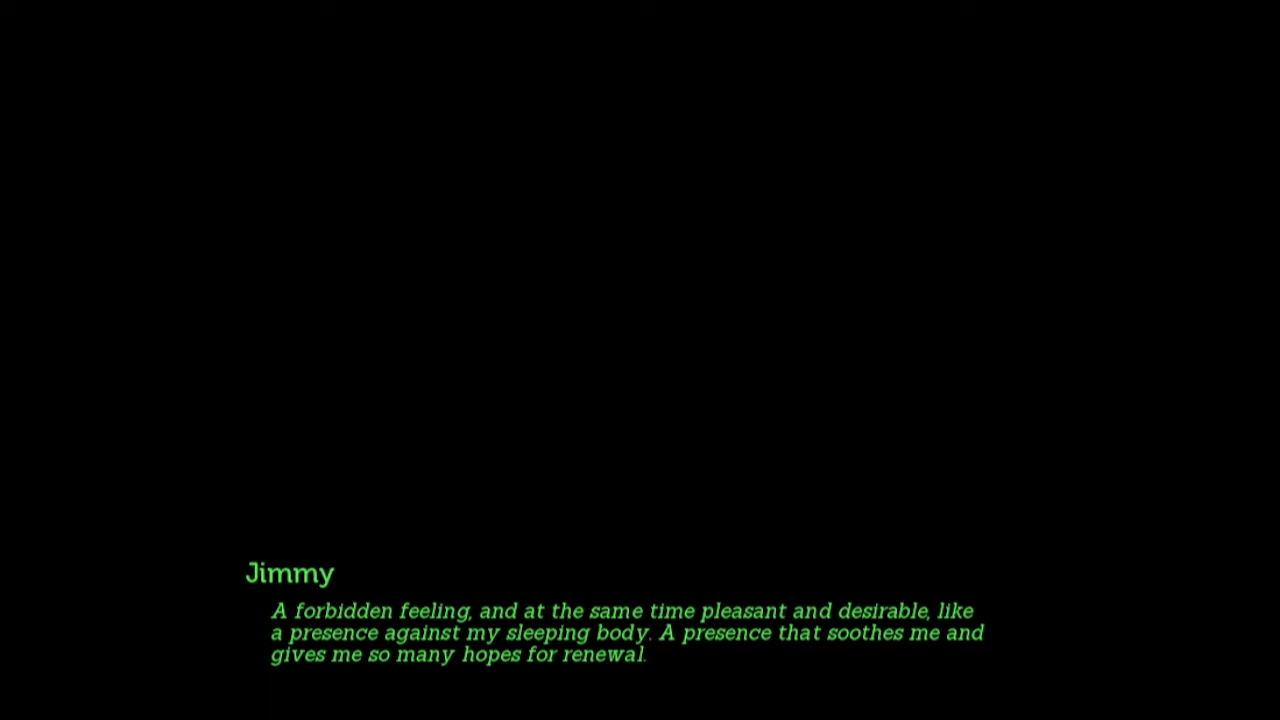 Jimmy
A forbidden feeling, and at the same time pleasant and desirable, like
a presence against my sleeping body. A presence that soothes me and
gives me so many hopes for renewal.